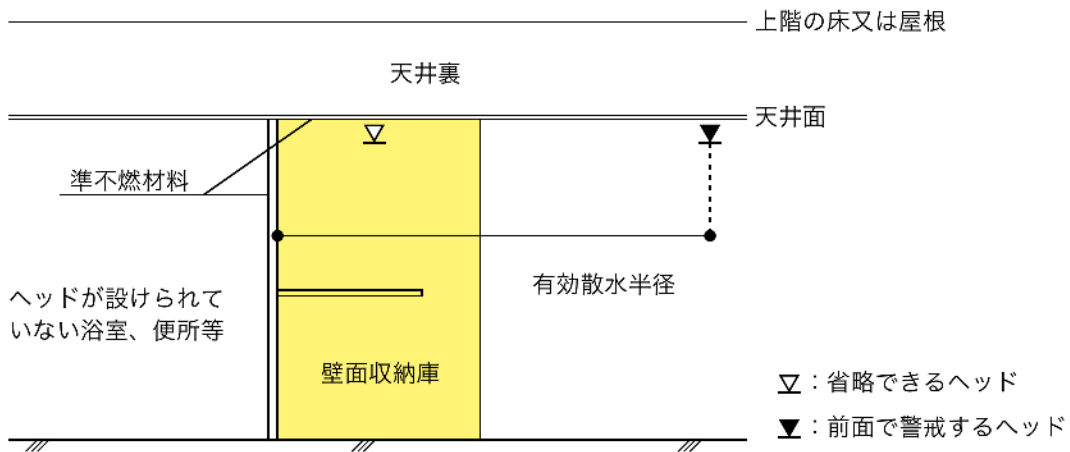 上階の床又は屋根
天井裏
天井面
準不燃材料
ヘッドが設けられて
いない浴室、便所等
有効散水半径
壁面収納庫
：省略できるヘッド
：前面で警戒するヘッド